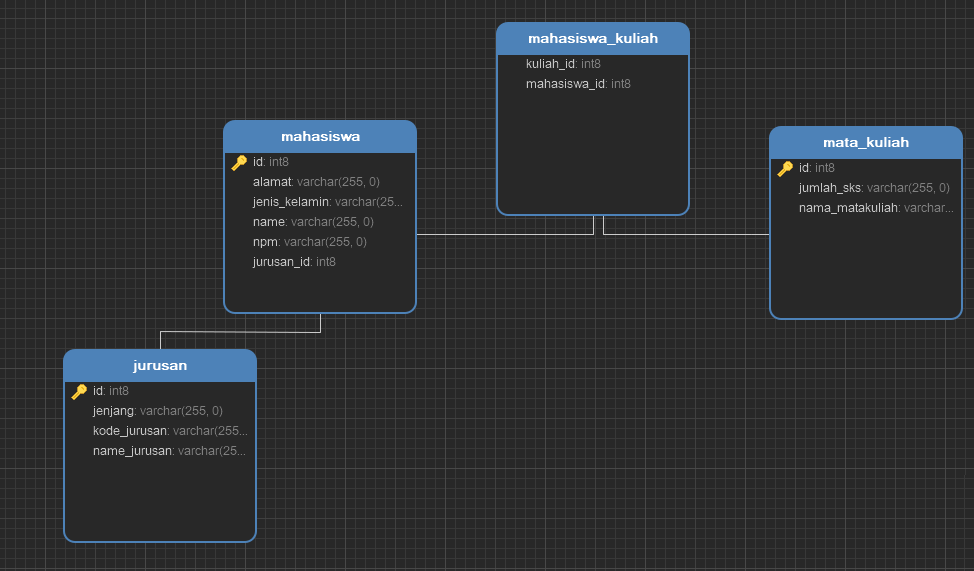 mahasiswa_kuliah
kuliah_id: int8
mahasiswa_id: int8
mahasiswa
id: int8
alamat: varchar(255, 0)
jenis_kelamin: varchar(25...
name: varchar(255, 0)
npm: varchar(255, 0)
jurusan_id: int8
mata_kuliah
id: int8
jumlah_sks: varchar(255, 0)
nama_matakuliah: varchar...
jurusan
id: int8
jenjang: varchar(255, 0)
kode_jurusan: varchar(255...
name_jurusan: varchar(25...